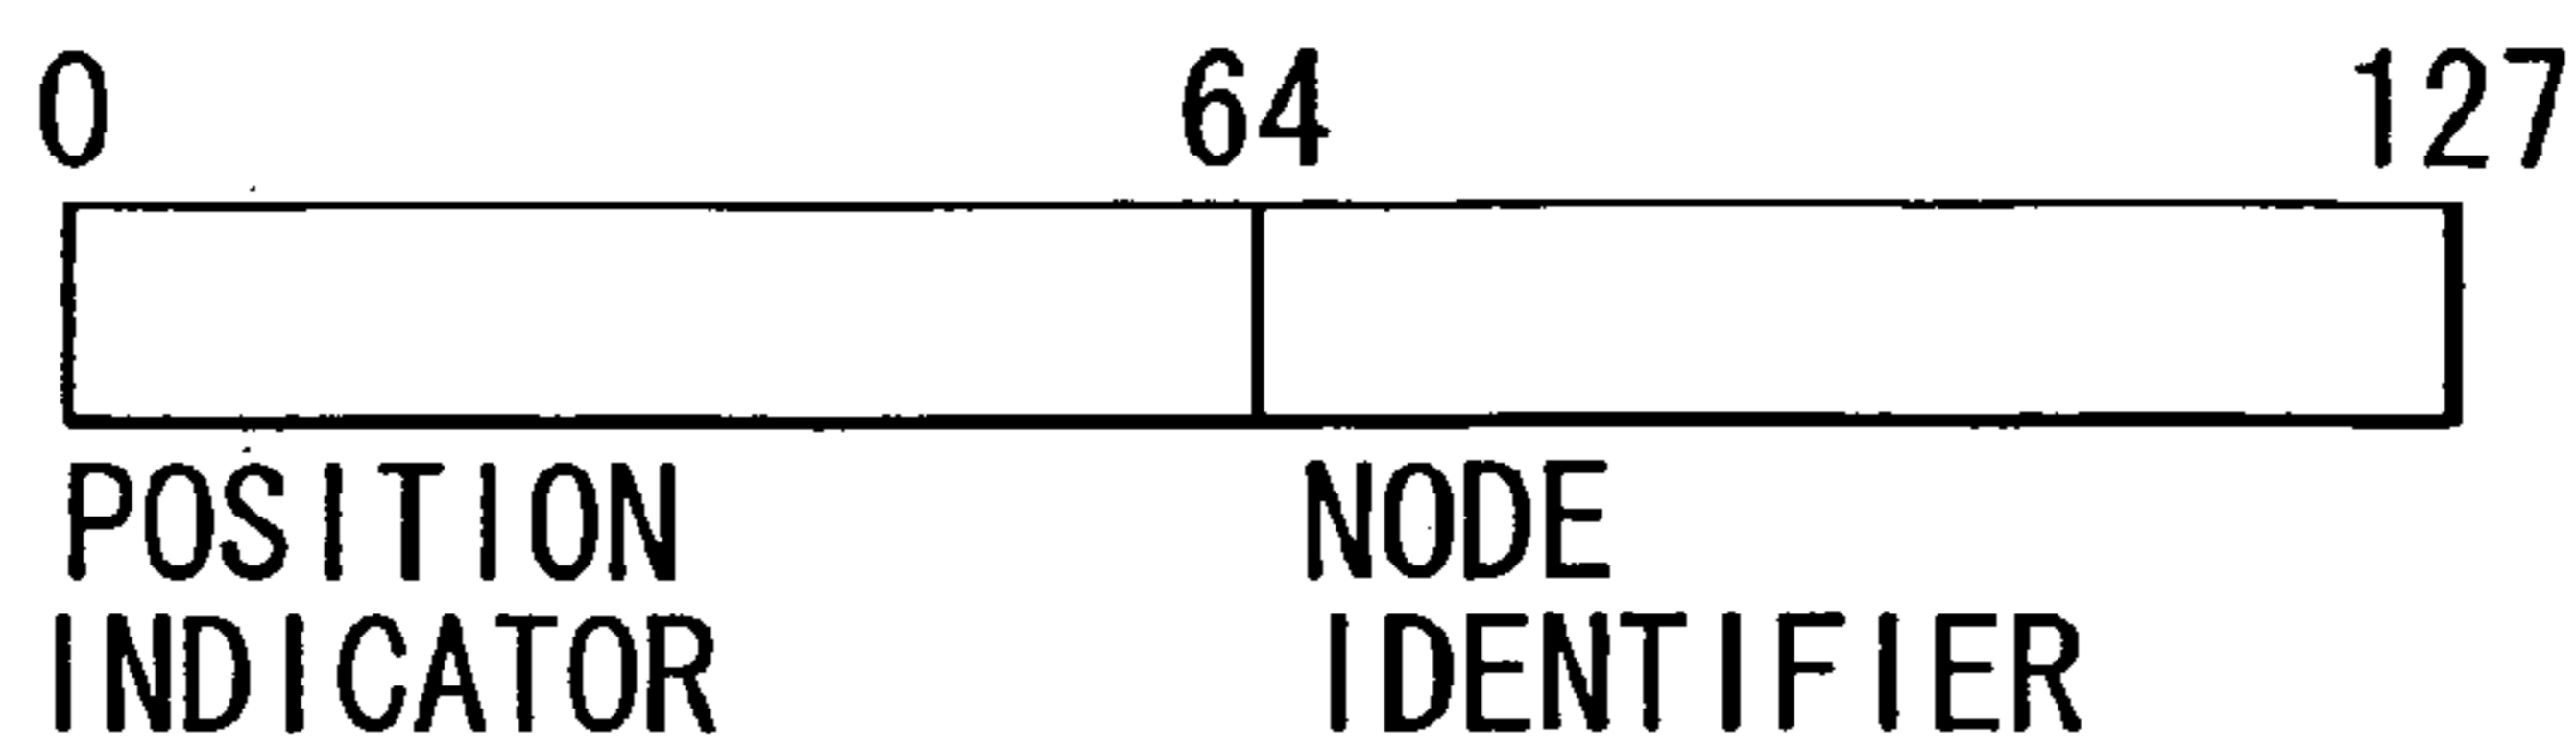 0 64 127
POSITION NODE
INDICATOR IDENTIFIER